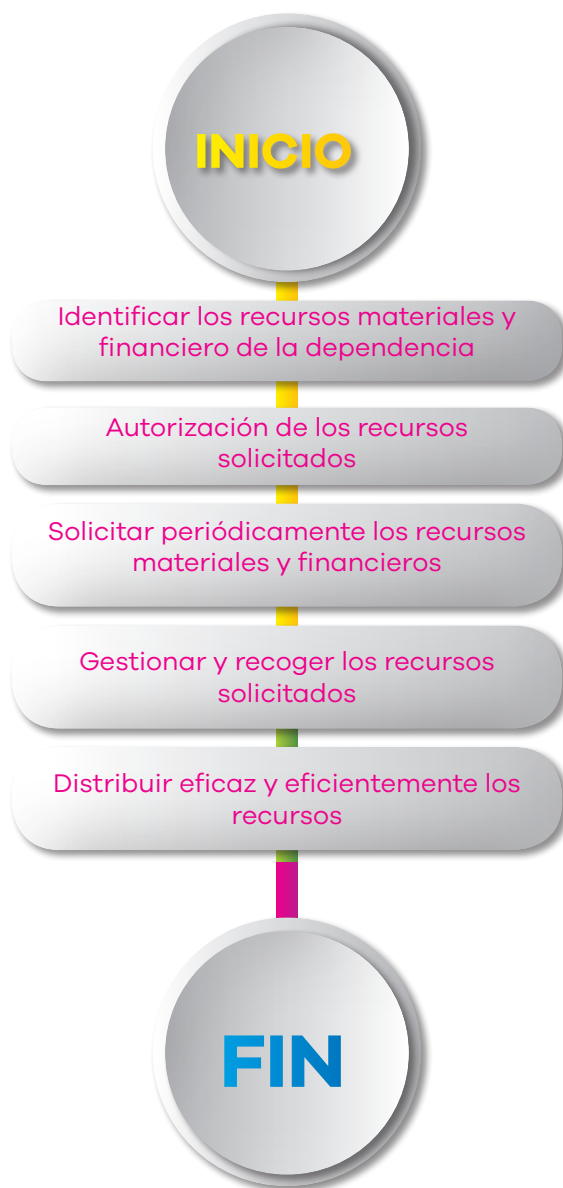 INICIO
Identificar los recursos materiales y
financiero de la dependencia
Autorización de los recursos
solicitados
Solicitar periódicamente los recursos
materiales y financieros
Gestionar y recoger los recursos
solicitados
Distribuir eficaz y eficientemente los
recursos
FIN